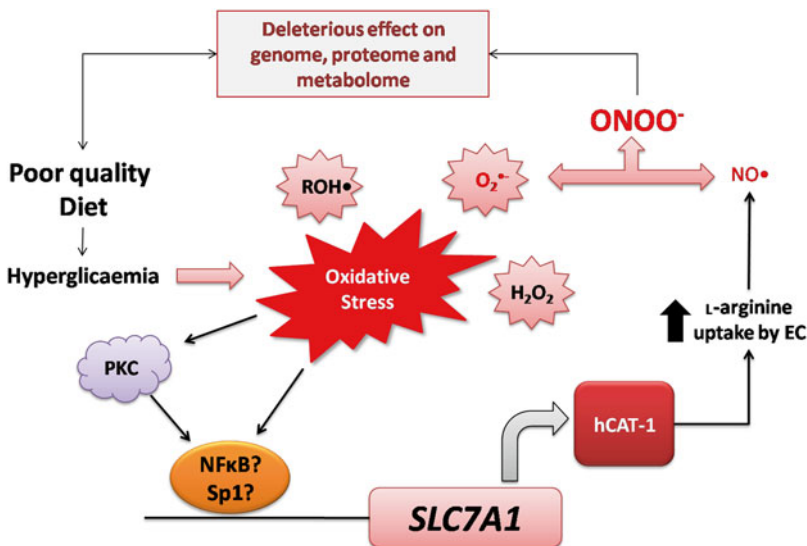 Deleterious effect on
genome, proteome and
metabolome
ONOO⁻
Poor quality
Diet
ROH•
O₂•⁻
NO•
Hyperglicaemia
Oxidative
Stress
H₂O₂
L-arginine
uptake by EC
PKC
hCAT-1
NFκB?
Sp1?
SLC7A1